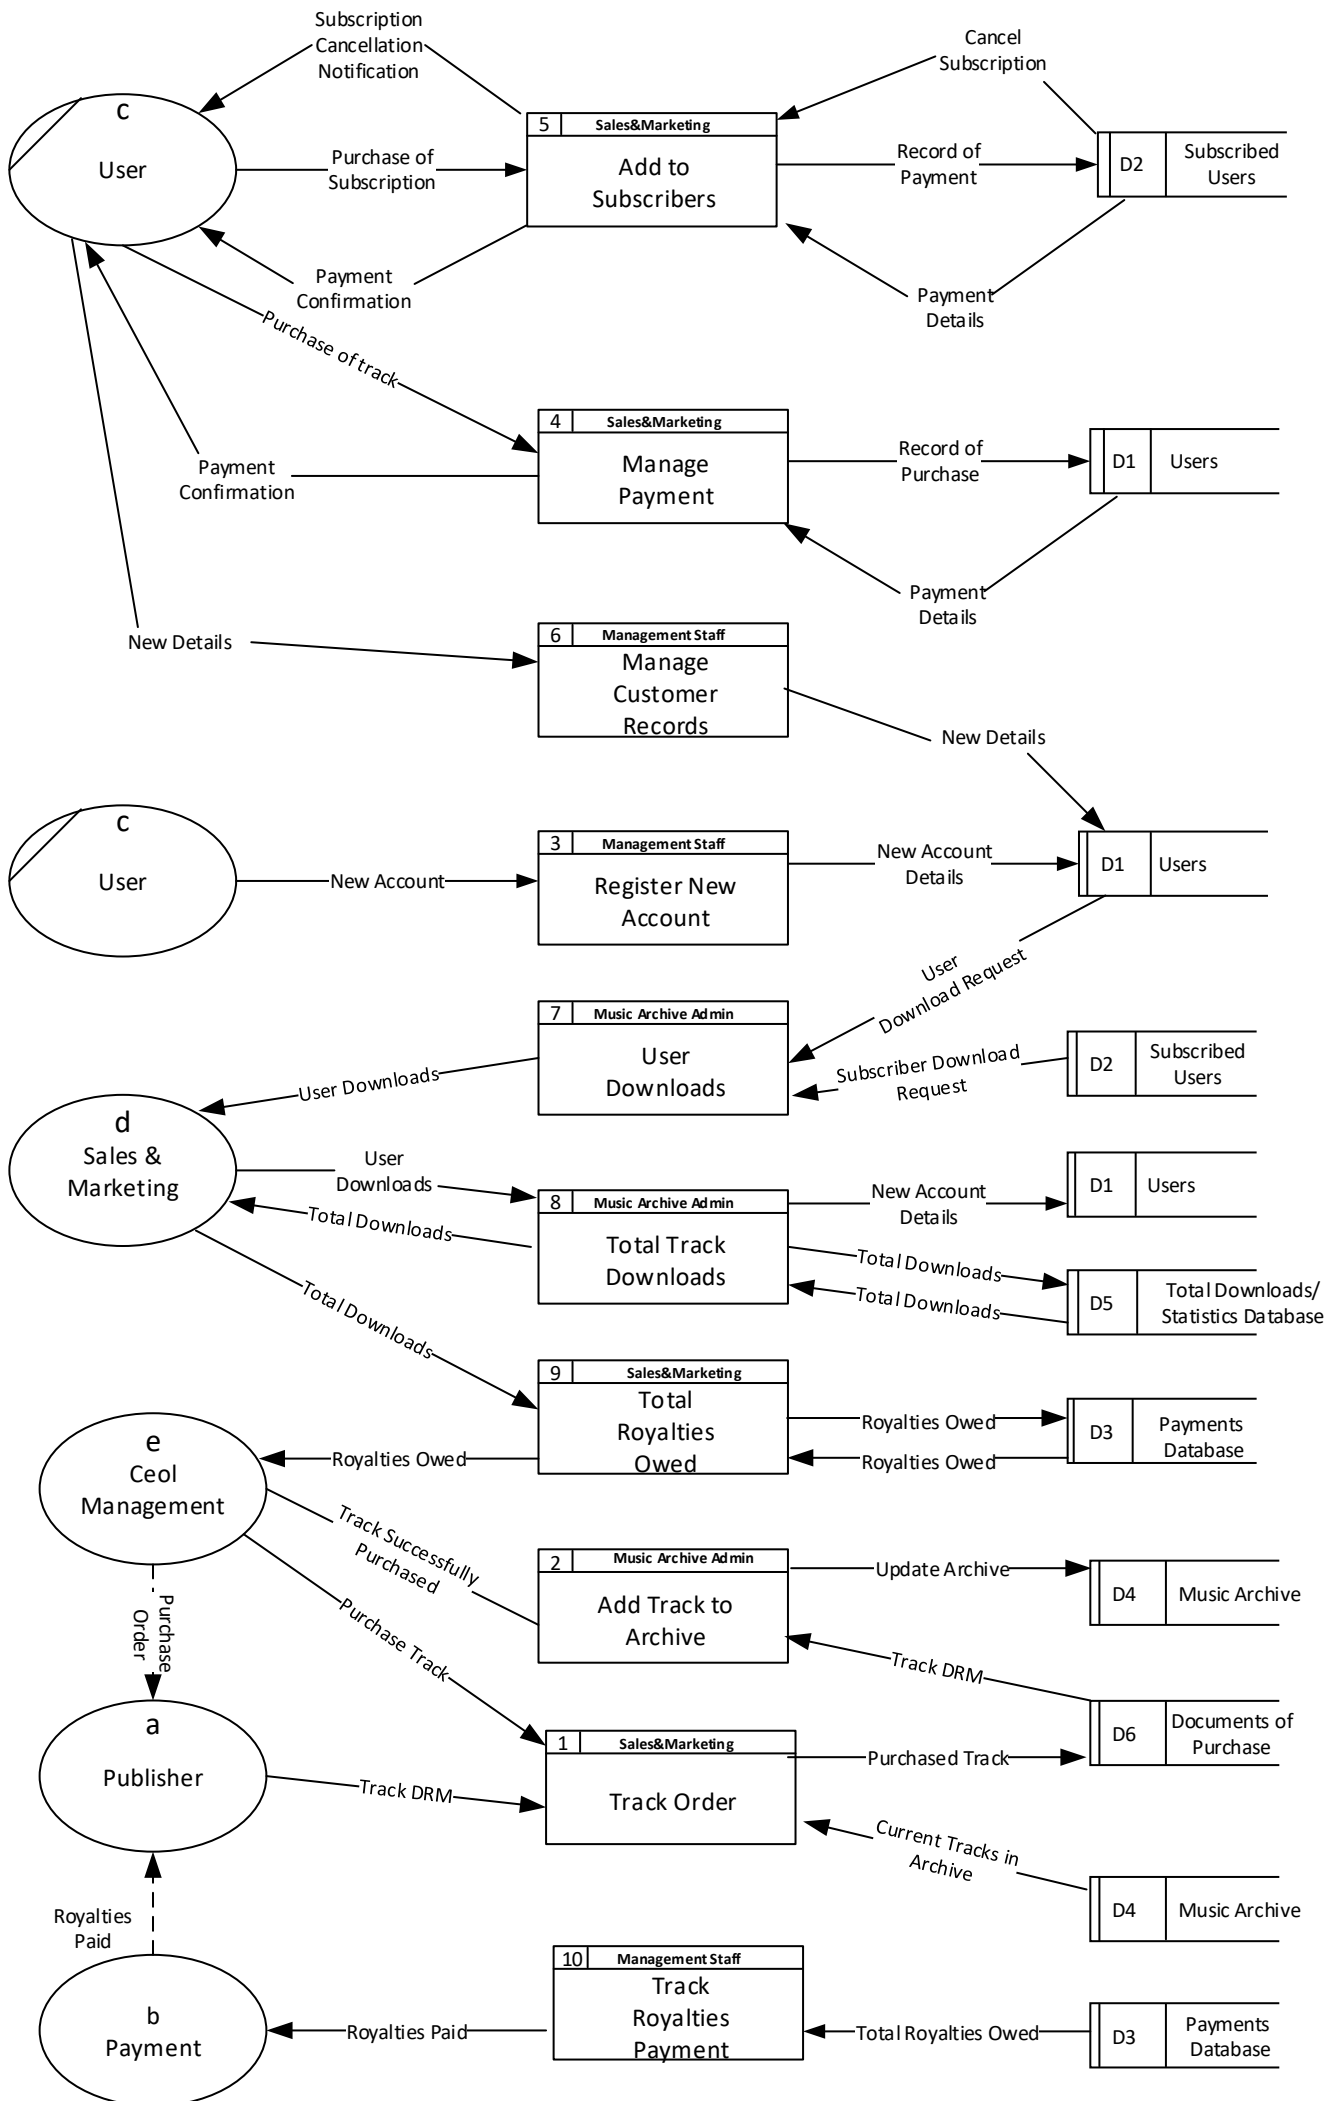 Subscription
Cancellation
Notification
Cancel
Subscription
c
User
Purchase of
Subscription
5
Sales&Marketing
Add to
Subscribers
Record of
Payment
D2
Subscribed
Users
Payment
Confirmation
Payment
Details
Purchase of track
4
Sales&Marketing
Manage
Payment
Record of
Purchase
D1
Users
Payment
Confirmation
Payment
Details
New Details
6
Management Staff
Manage
Customer
Records
New Details
c
User
New Account
3
Management Staff
Register New
Account
New Account
Details
D1
Users
User
Download Request
7
Music Archive Admin
User
Downloads
Subscriber Download
Request
D2
Subscribed
Users
User Downloads
d
Sales &
Marketing
User
Downloads
Total Downloads
8
Music Archive Admin
Total Track
Downloads
New Account
Details
D1
Users
Total Downloads
Total Downloads
D5
Total Downloads/
Statistics Database
Total Downloads
9
Sales&Marketing
Total
Royalties
Owed
Royalties Owed
Royalties Owed
D3
Payments
Database
e
Ceol
Management
Royalties Owed
Track Successfully
Purchased
2
Music Archive Admin
Add Track to
Archive
Update Archive
D4
Music Archive
Purchase
Order
Purchase Track
Track DRM
D6
Documents of
Purchase
a
Publisher
Track DRM
1
Sales&Marketing
Track Order
Purchased Track
Current Tracks in
Archive
D4
Music Archive
Royalties
Paid
b
Payment
Royalties Paid
10
Management Staff
Track
Royalties
Payment
Total Royalties Owed
D3
Payments
Database